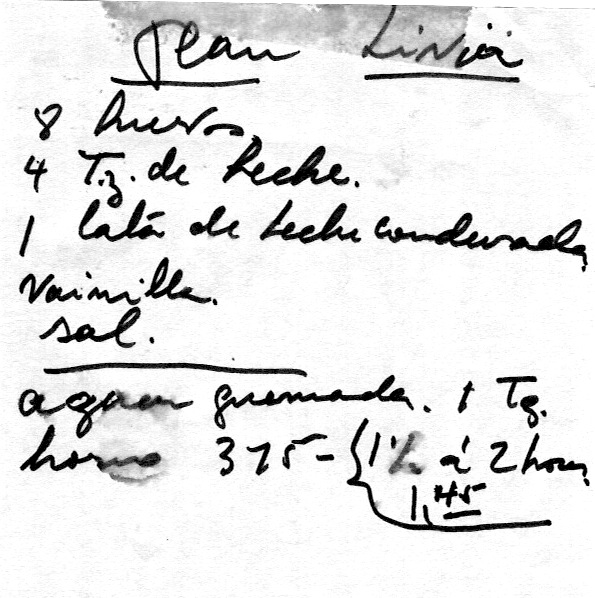 Flan Livia
8 huevos.
4 Tz. de leche.
1 lata de leche condensada
Vainilla.
sal.
agua quemada. 1 Tz.
horno 375- 1½ á 2 horas
1,45